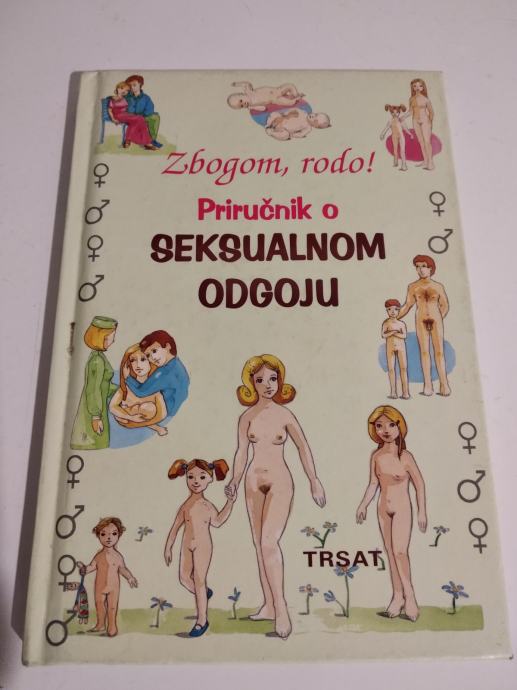 Zbogom, rodo!
Priručnik o
SEKSUALNOM
ODGOJU
TRSAT